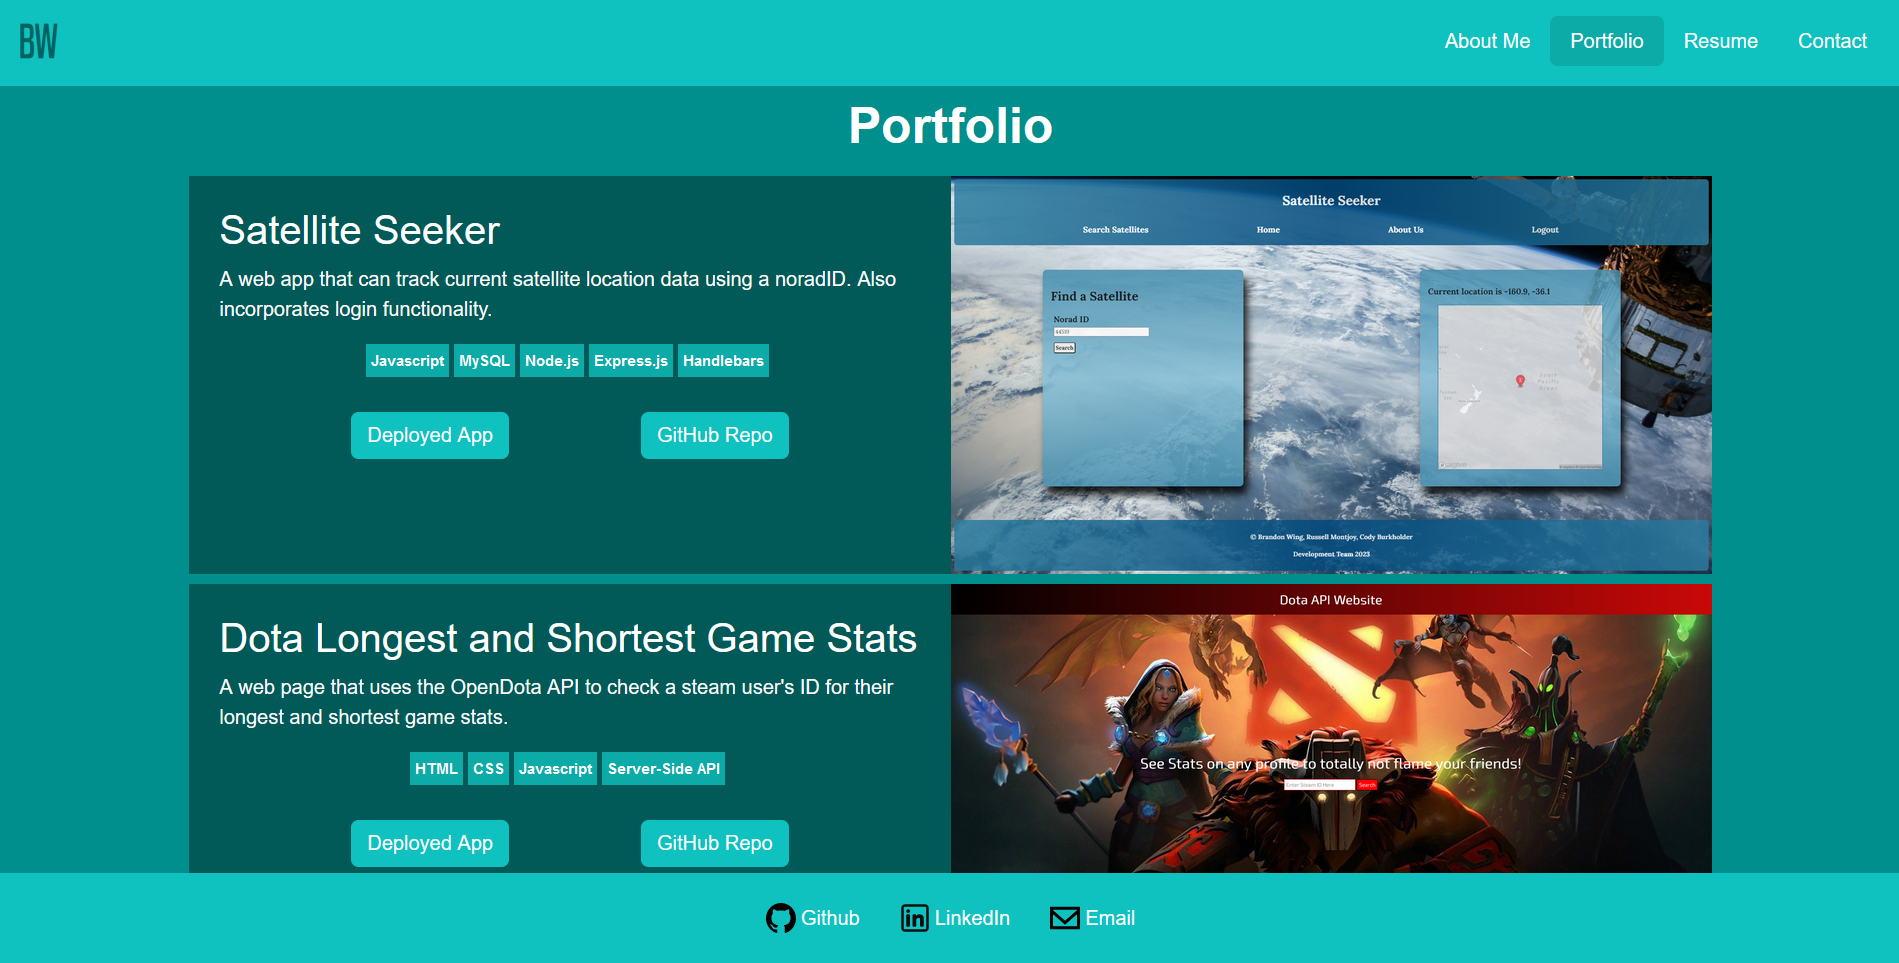 BW
About Me
Portfolio
Resume
Contact
Portfolio
Satellite Seeker
A web app that can track current satellite location data using a noradID. Also
incorporates login functionality.
Javascript
MySQL
Node.js
Express.js
Handlebars
Deployed App
GitHub Repo
Satellite Seeker
Search Satellites
Home
About Us
Logout
Find a Satellite
Norad ID
44519
Search
Current location is -160.9, -36.1
© Brandon Wing, Russell Montjoy, Cody Burkholder
Development Team 2023
Dota Longest and Shortest Game Stats
A web page that uses the OpenDota API to check a steam user's ID for their
longest and shortest game stats.
HTML
CSS
Javascript
Server-Side API
Deployed App
GitHub Repo
Dota API Website
See Stats on any profile to totally not flame your friends!
Enter Steam ID Here
Search
Github
LinkedIn
Email